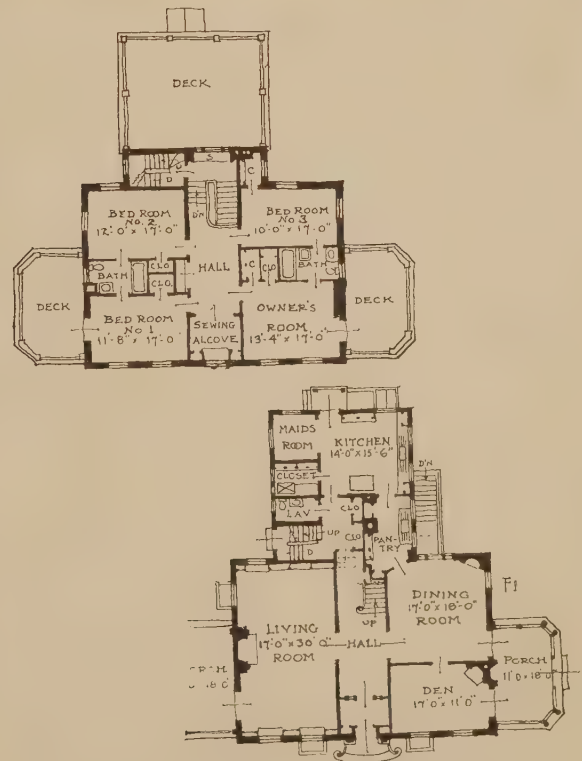 DECK
U
D
S
C
D'N
BED ROOM
No. 2
12'-0" x 17'-0"
BED ROOM
No 3
10'-0" x 17'-0"
BATH
CLO
CLO.
HALL
C
CLO
BATH
DECK
BED ROOM
No 1
11'-8" x 17'-0
SEWING
ALCOVE
OWNER'S
ROOM
13'-4" x 17'-0"
DECK
MAIDS
ROOM
KITCHEN
14'-0" x 15'-6"
D'N
CLOSET
LAV
CLO
UP
D
CLO
PAN-
TRY
UP
DINING
17'-0" x 18'-0"
ROOM
F1
LIVING
17'-0" x 30'-0"
ROOM
HALL
RCH
18'0"
DEN
17'-0" x 11'-0"
PORCH